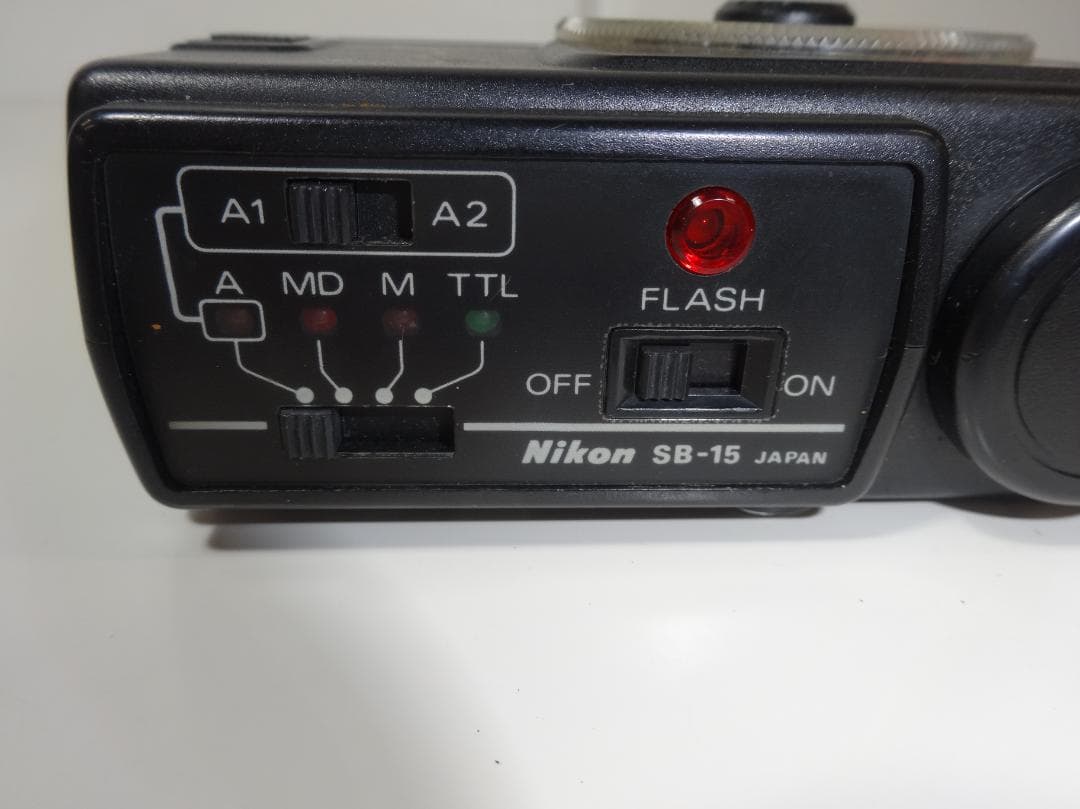 A1 A2
A MD M TTL
FLASH
OFF ON
Nikon SB-15 JAPAN